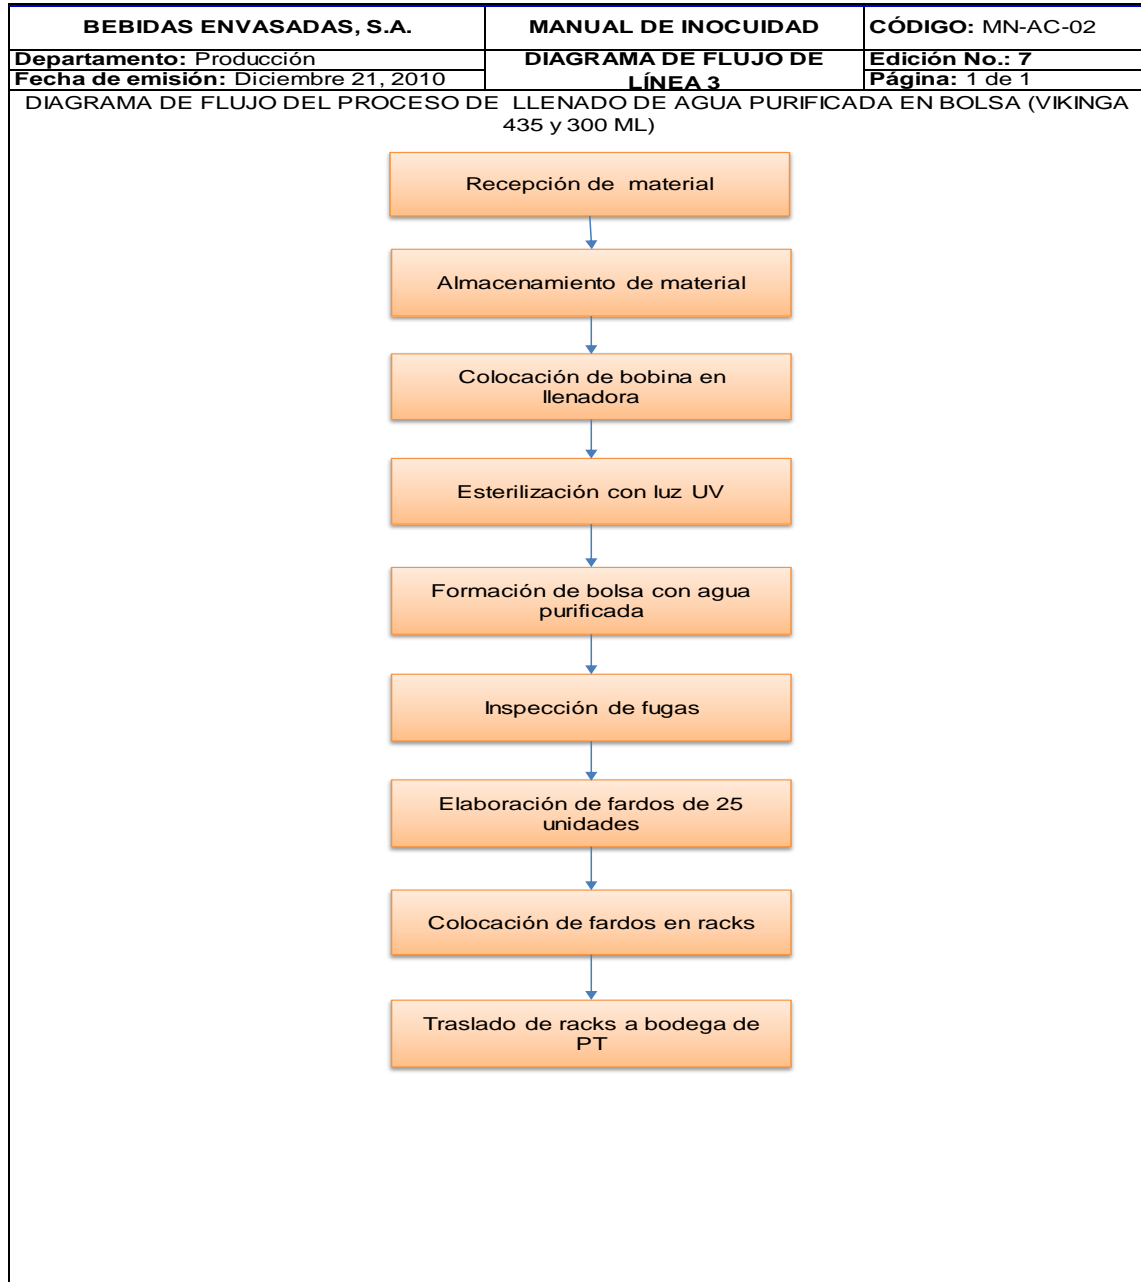 BEBIDAS ENVASADAS, S.A.
MANUAL DE INOCUIDAD
CÓDIGO: MN-AC-02
Departamento: Producción
DIAGRAMA DE FLUJO DE
LÍNEA 3
Edición No.: 7
Fecha de emisión: Diciembre 21, 2010
Página: 1 de 1
DIAGRAMA DE FLUJO DEL PROCESO DE LLENADO DE AGUA PURIFICADA EN BOLSA (VIKINGA
435 y 300 ML)
Recepción de material
Almacenamiento de material
Colocación de bobina en
llenadora
Esterilización con luz UV
Formación de bolsa con agua
purificada
Inspección de fugas
Elaboración de fardos de 25
unidades
Colocación de fardos en racks
Traslado de racks a bodega de
PT